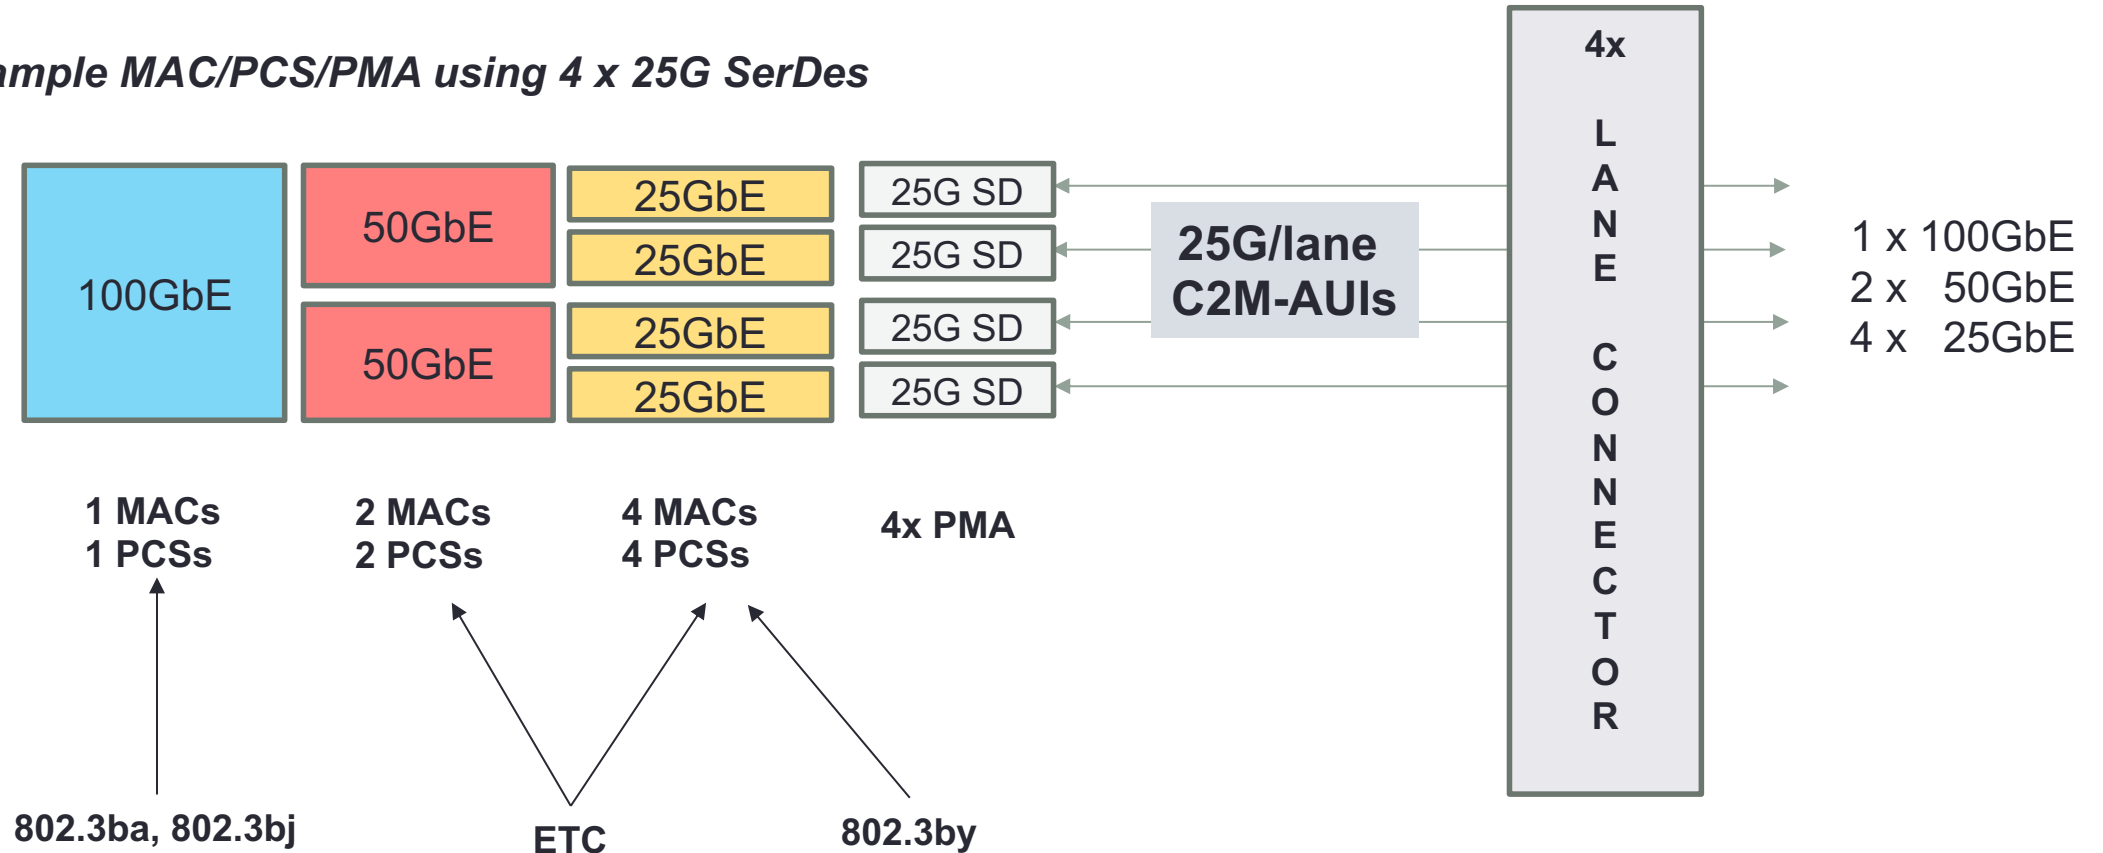 MAC/PCS/PMA using 4 x 25G SerDes
100GbE
50GbE
50GbE
25GbE
25GbE
25GbE
25GbE
25G SD
25G SD
25G SD
25G SD
25G/lane
C2M-AUIs
4x
LANE
CONNECTOR
1 x 100GbE
2 x 50GbE
4 x 25GbE
1 MACs
1 PCSs
2 MACs
2 PCSs
4 MACs
4 PCSs
4x PMA
802.3ba, 802.3bj
ETC
802.3by